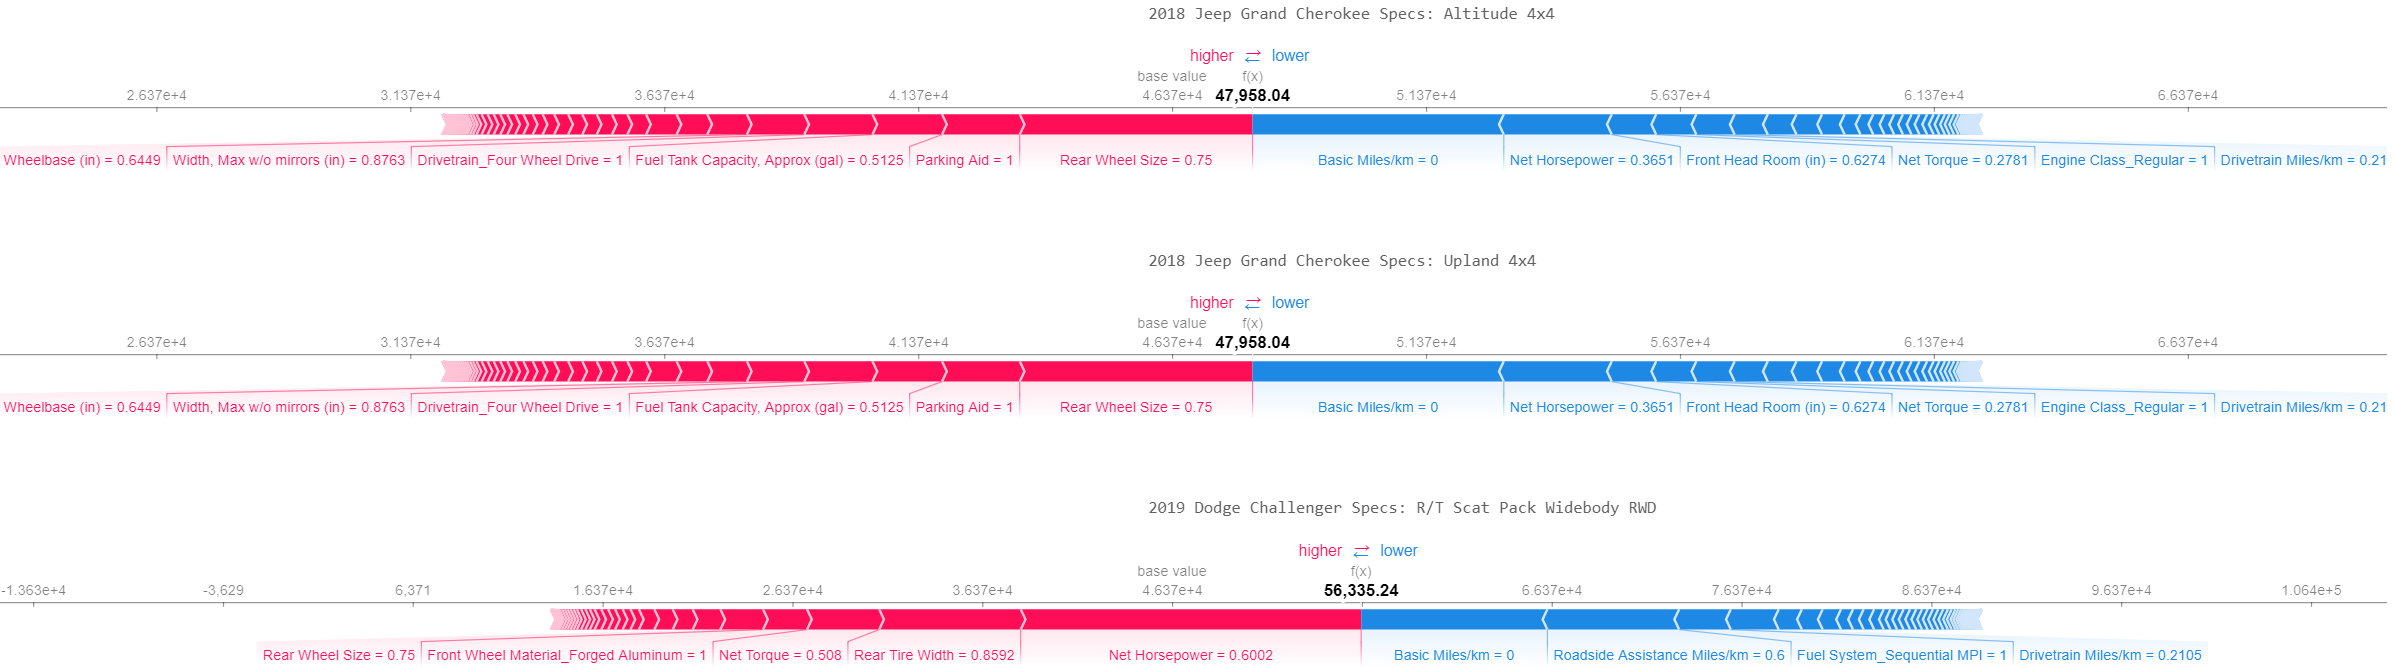 2018 Jeep Grand Cherokee Specs: Altitude 4x4
higher ⇄ lower
base value f(x)
2.637e+4 3.137e+4 3.637e+4 4.137e+4 4.637e+4 47,958.04 5.137e+4 5.637e+4 6.137e+4 6.637e+4
Wheelbase (in) = 0.6449 Width, Max w/o mirrors (in) = 0.8763 Drivetrain_Four Wheel Drive = 1 Fuel Tank Capacity, Approx (gal) = 0.5125 Parking Aid = 1 Rear Wheel Size = 0.75 Basic Miles/km = 0 Net Horsepower = 0.3651 Front Head Room (in) = 0.6274 Net Torque = 0.2781 Engine Class_Regular = 1 Drivetrain Miles/km = 0.21
2018 Jeep Grand Cherokee Specs: Upland 4x4
higher ⇄ lower
base value f(x)
2.637e+4 3.137e+4 3.637e+4 4.137e+4 4.637e+4 47,958.04 5.137e+4 5.637e+4 6.137e+4 6.637e+4
Wheelbase (in) = 0.6449 Width, Max w/o mirrors (in) = 0.8763 Drivetrain_Four Wheel Drive = 1 Fuel Tank Capacity, Approx (gal) = 0.5125 Parking Aid = 1 Rear Wheel Size = 0.75 Basic Miles/km = 0 Net Horsepower = 0.3651 Front Head Room (in) = 0.6274 Net Torque = 0.2781 Engine Class_Regular = 1 Drivetrain Miles/km = 0.21
2019 Dodge Challenger Specs: R/T Scat Pack Widebody RWD
higher ⇄ lower
base value f(x)
-1.363e+4 -3,629 6,371 1.637e+4 2.637e+4 3.637e+4 4.637e+4 56,335.24 6.637e+4 7.637e+4 8.637e+4 9.637e+4 1.064e+5
Rear Wheel Size = 0.75 Front Wheel Material_Forged Aluminum = 1 Net Torque = 0.508 Rear Tire Width = 0.8592 Net Horsepower = 0.6002 Basic Miles/km = 0 Roadside Assistance Miles/km = 0.6 Fuel System_Sequential MPI = 1 Drivetrain Miles/km = 0.2105